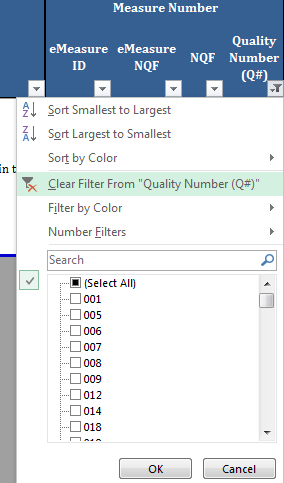 Measure Number
eMeasure ID
eMeasure NQF
NQF
Quality Number (Q#)
in t
Sort Smallest to Largest
Sort Largest to Smallest
Sort by Color
Clear Filter From "Quality Number (Q#)"
Filter by Color
Number Filters
Search
(Select All)
001
005
006
007
008
009
012
014
018
OK
Cancel